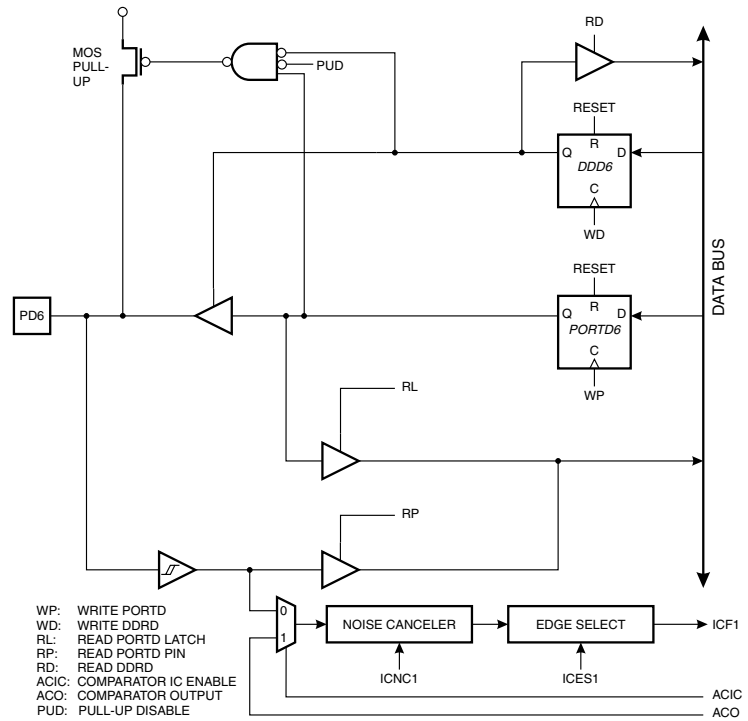 RD
MOS
PULL-
UP
PUD
RESET
R
Q
D
DDD6
C
WD
DATA BUS
RESET
R
Q
D
PORTD6
C
WP
PD6
RL
RP
0
1
NOISE CANCELER
EDGE SELECT
ICF1
ICNC1
ICES1
ACIC
ACO
WP: WRITE PORTD
WD: WRITE DDRD
RL: READ PORTD LATCH
RP: READ PORTD PIN
RD: READ DDRD
ACIC: COMPARATOR IC ENABLE
ACO: COMPARATOR OUTPUT
PUD: PULL-UP DISABLE